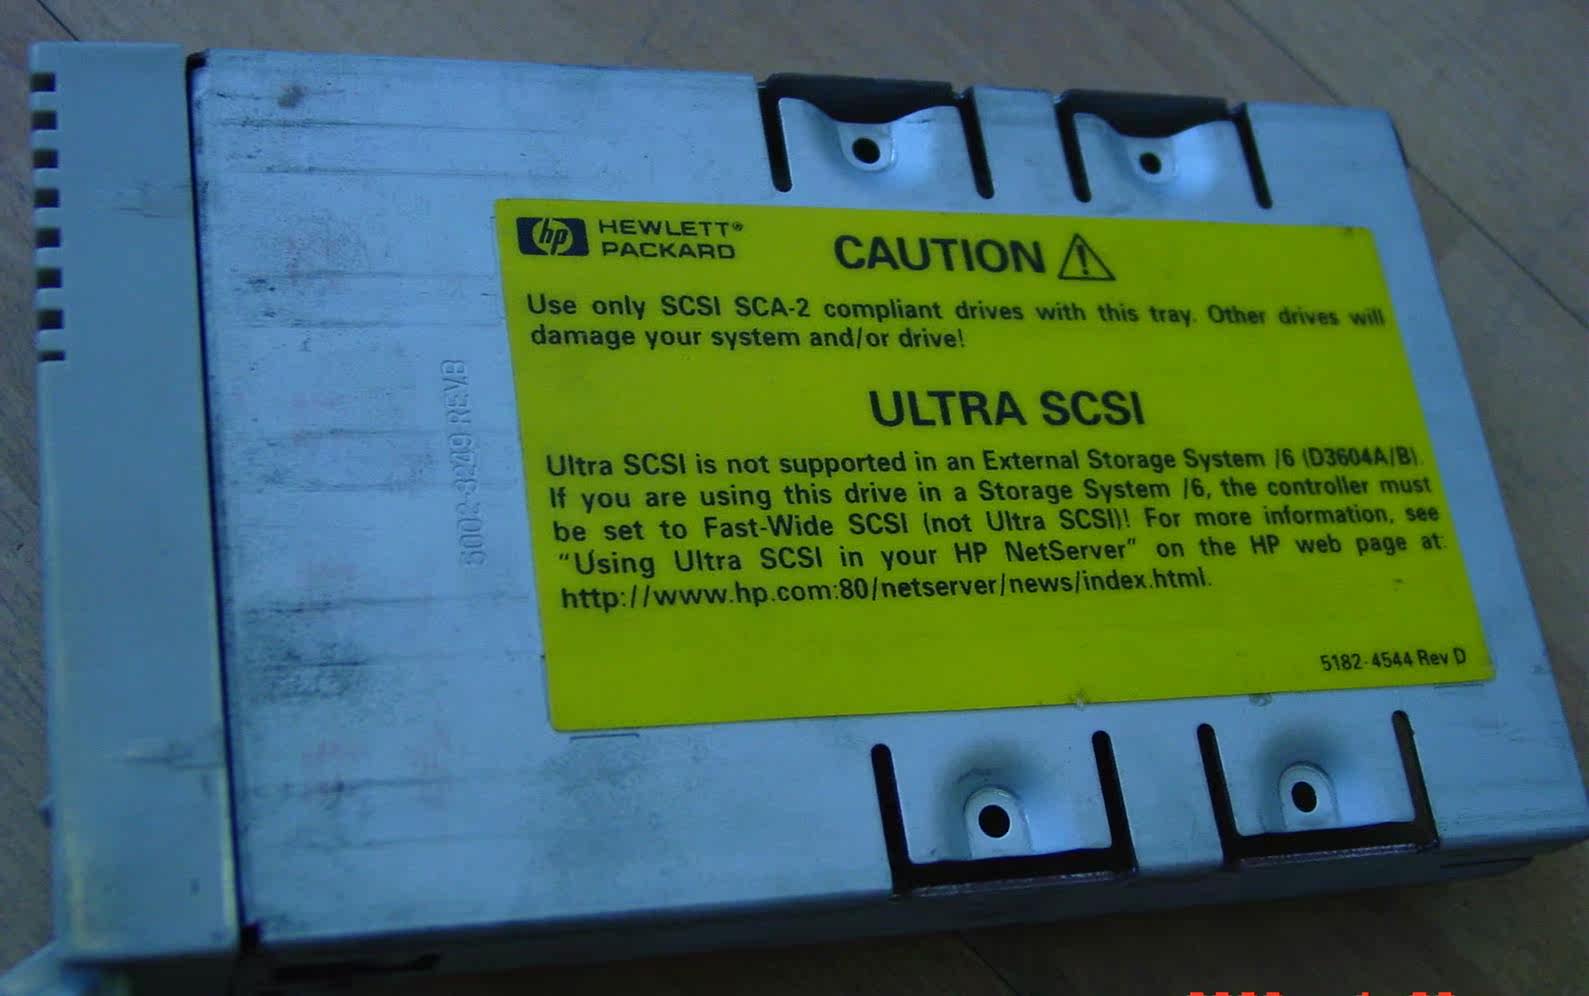 hp HEWLETT®
PACKARD
CAUTION
Use only SCSI SCA-2 compliant drives with this tray. Other drives will
damage your system and/or drive!
ULTRA SCSI
Ultra SCSI is not supported in an External Storage System /6 (D3604A/B).
If you are using this drive in a Storage System /6, the controller must
be set to Fast-Wide SCSI (not Ultra SCSI)! For more information, see
"Using Ultra SCSI in your HP NetServer" on the HP web page at:
http://www.hp.com:80/netserver/news/index.html.
5182-4544 Rev D
5002-3249 REV.B